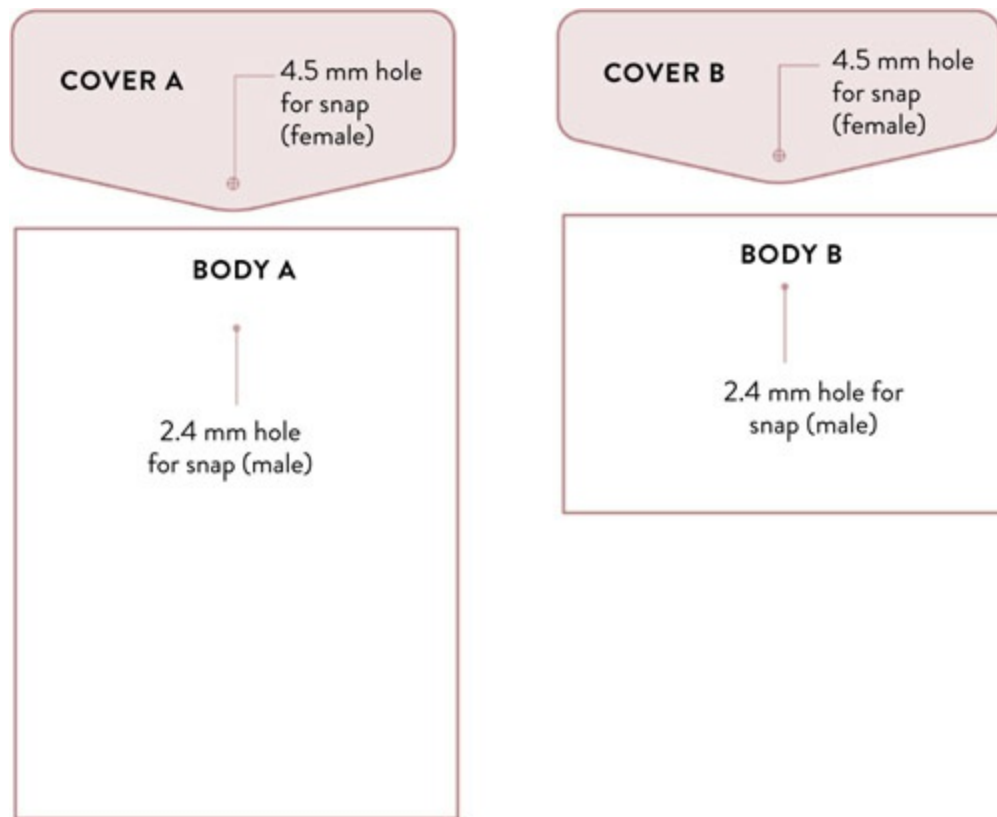 COVER A
4.5 mm hole
for snap
(female)
COVER B
4.5 mm hole
for snap
(female)
BODY A
2.4 mm hole
for snap (male)
BODY B
2.4 mm hole for
snap (male)